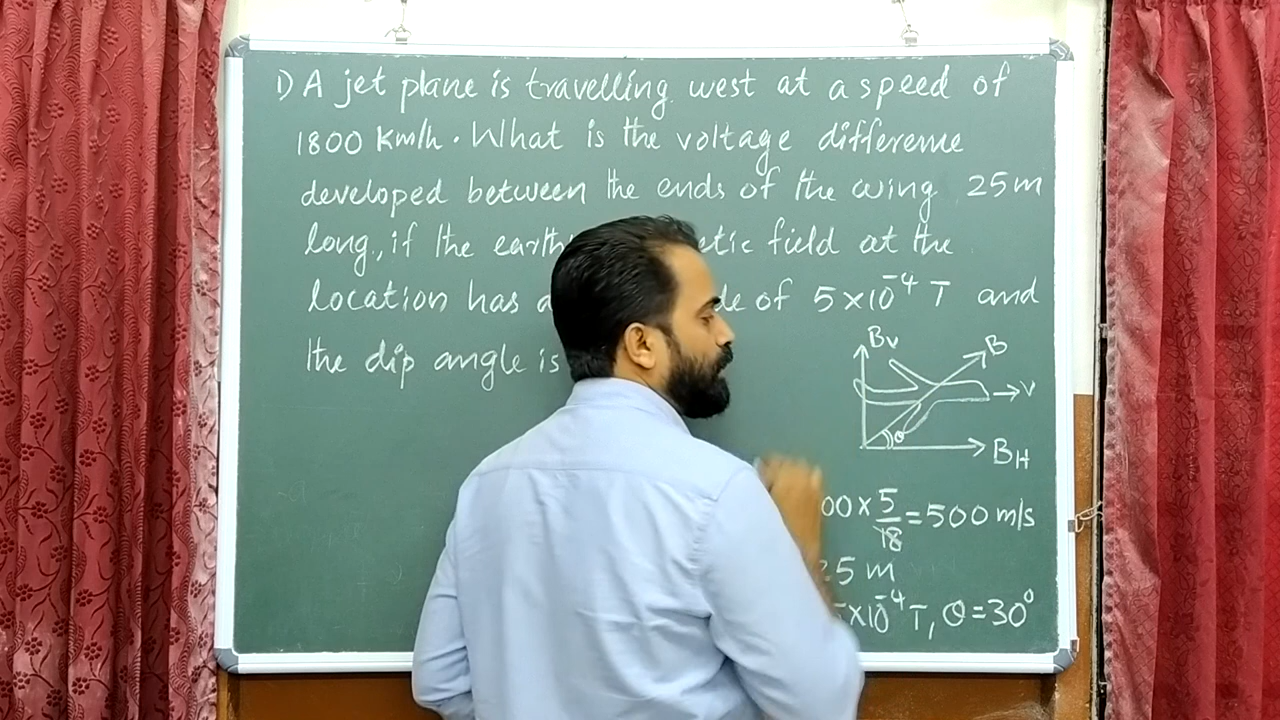 1) A jet plane is travelling west at a speed of
1800 Km/h. What is the voltage difference
developed between the ends of the wing 25m
long, if the earth etic field at the
location has a de of 5×10⁻⁴ T and
the dip angle is
Bv
B
V
θ
BH
00 × 5/18 = 500 m/s
25 m
×10⁻⁴ T, θ = 30°